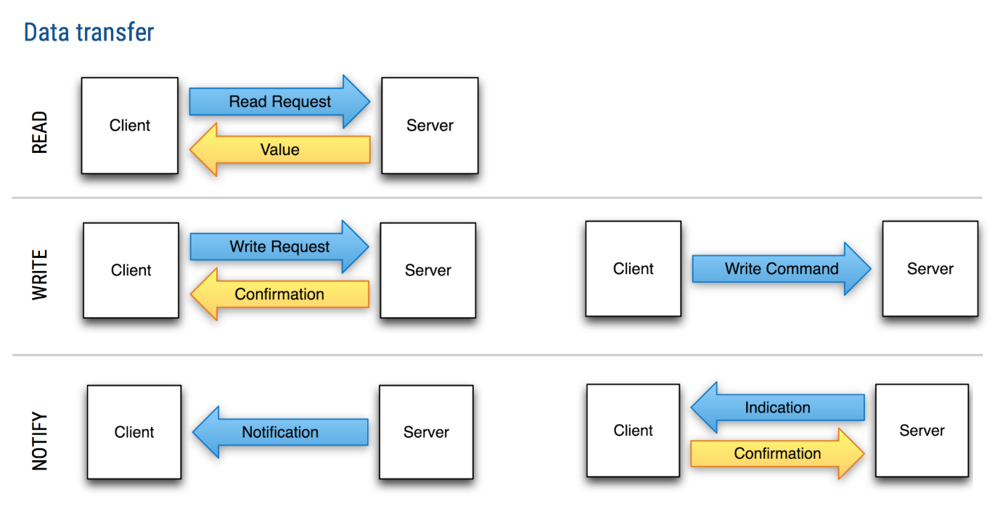 Data transfer
READ
Client
Read Request
Value
Server
WRITE
Client
Write Request
Confirmation
Server
Client
Write Command
Server
NOTIFY
Client
Notification
Server
Client
Indication
Confirmation
Server